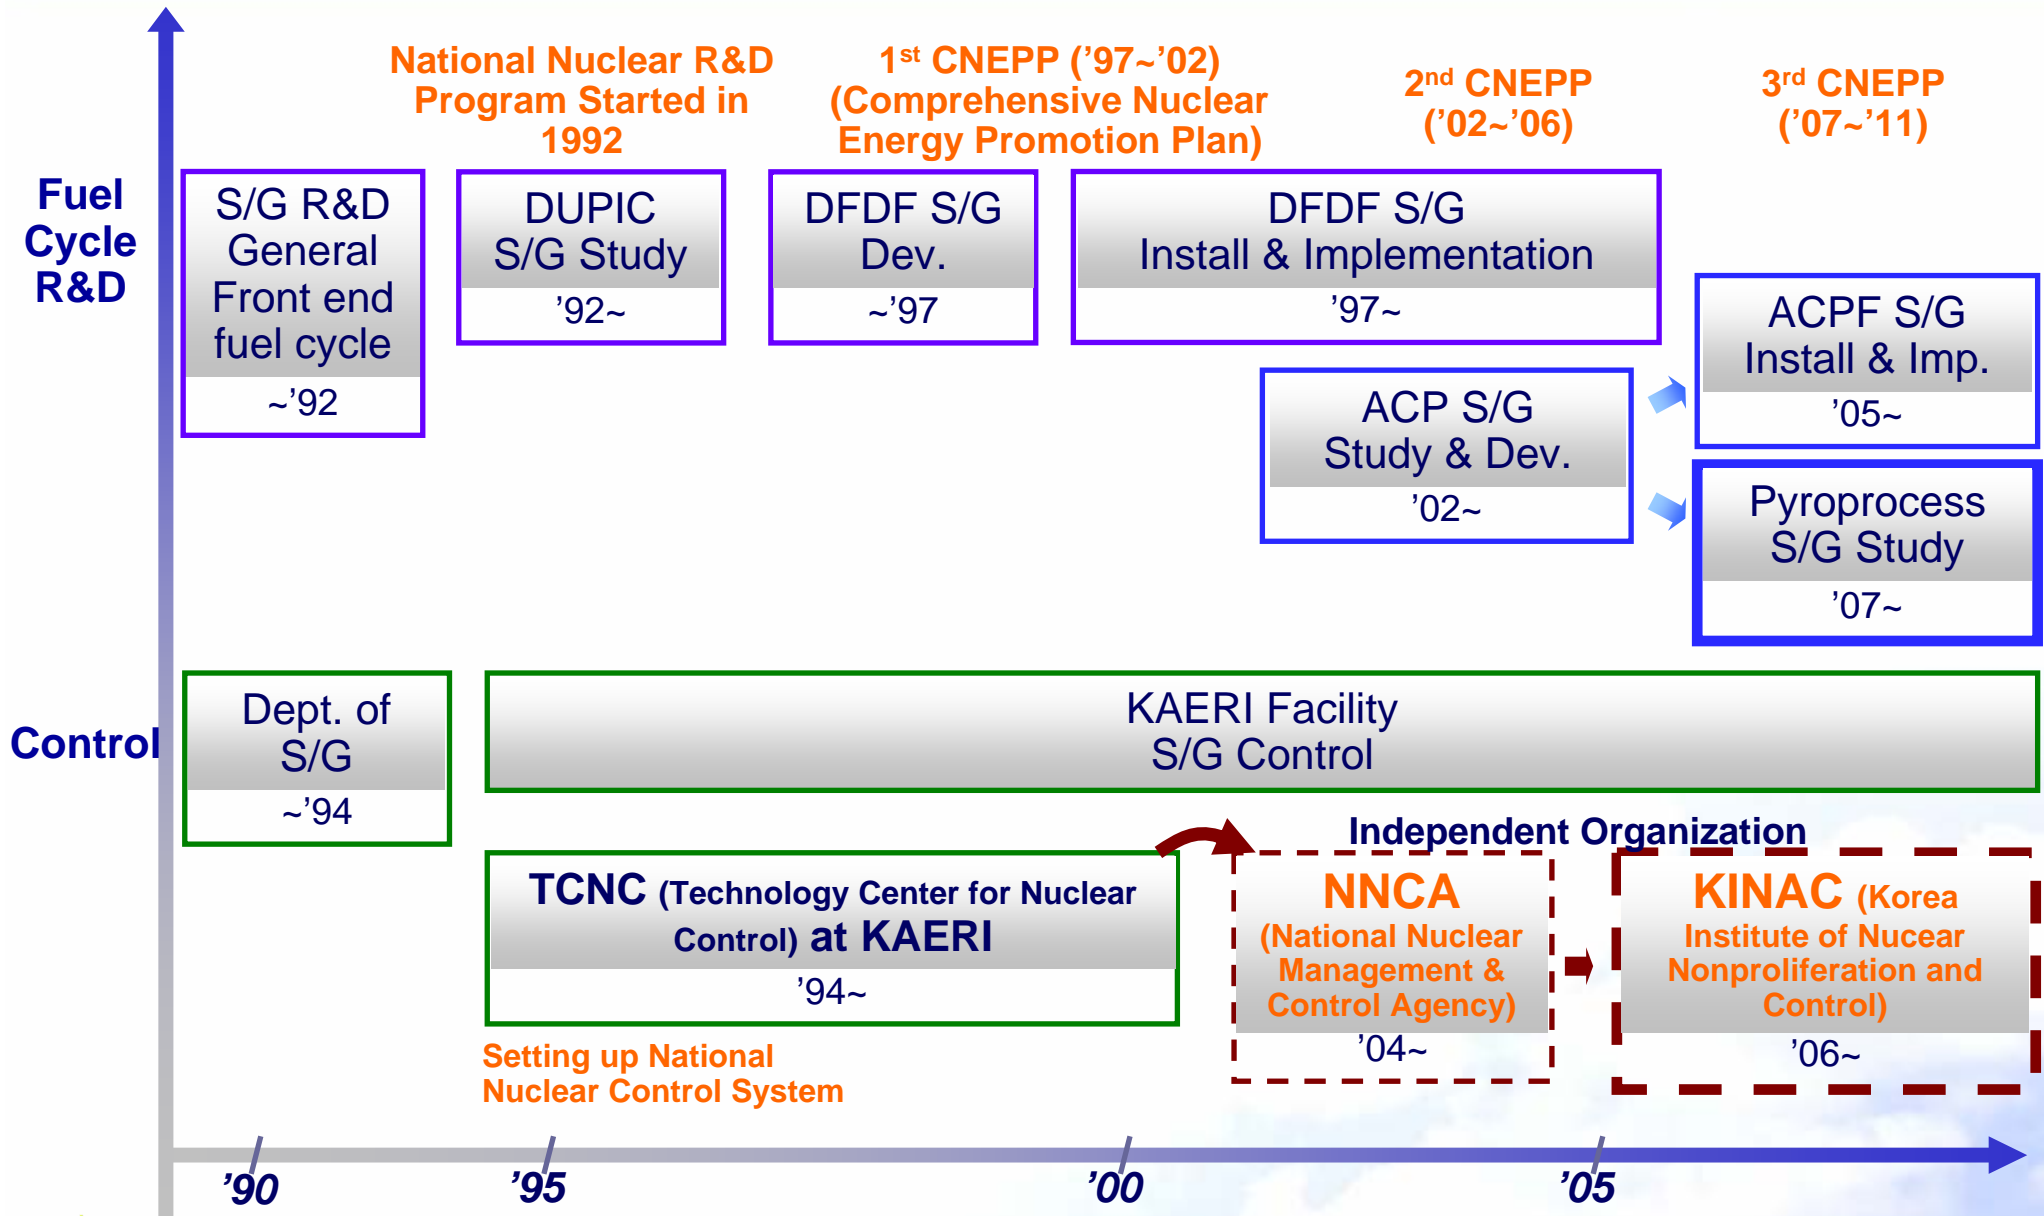 National Nuclear R&D
Program Started in
1992
1st CNEPP (’97~’02)
(Comprehensive Nuclear
Energy Promotion Plan)
2nd CNEPP
(’02~’06)
3rd CNEPP
(’07~’11)
Fuel
Cycle
R&D
S/G R&D
General
Front end
fuel cycle
~’92
DUPIC
S/G Study
’92~
DFDF S/G
Dev.
~’97
DFDF S/G
Install & Implementation
’97~
ACP S/G
Study & Dev.
’02~
ACPF S/G
Install & Imp.
’05~
Pyroprocess
S/G Study
’07~
Control
Dept. of
S/G
~’94
KAERI Facility
S/G Control
Independent Organization
TCNC (Technology Center for Nuclear
Control) at KAERI
’94~
NNCA
(National Nuclear
Management &
Control Agency)
’04~
KINAC (Korea
Institute of Nucear
Nonproliferation and
Control)
’06~
Setting up National
Nuclear Control System
’90
’95
’00
’05